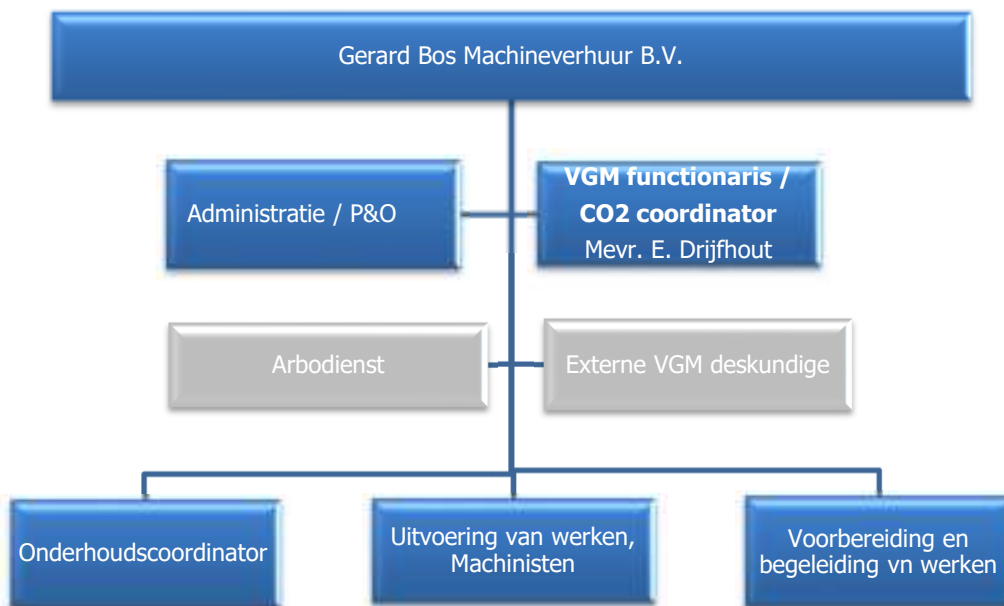 Gerard Bos Machineverhuur B.V.
Administratie / P&O
VGM functionaris /
CO2 coordinator
Mevr. E. Drijfhout
Arbodienst
Externe VGM deskundige
Onderhoudscoordinator
Uitvoering van werken,
Machinisten
Voorbereiding en
begeleiding vn werken